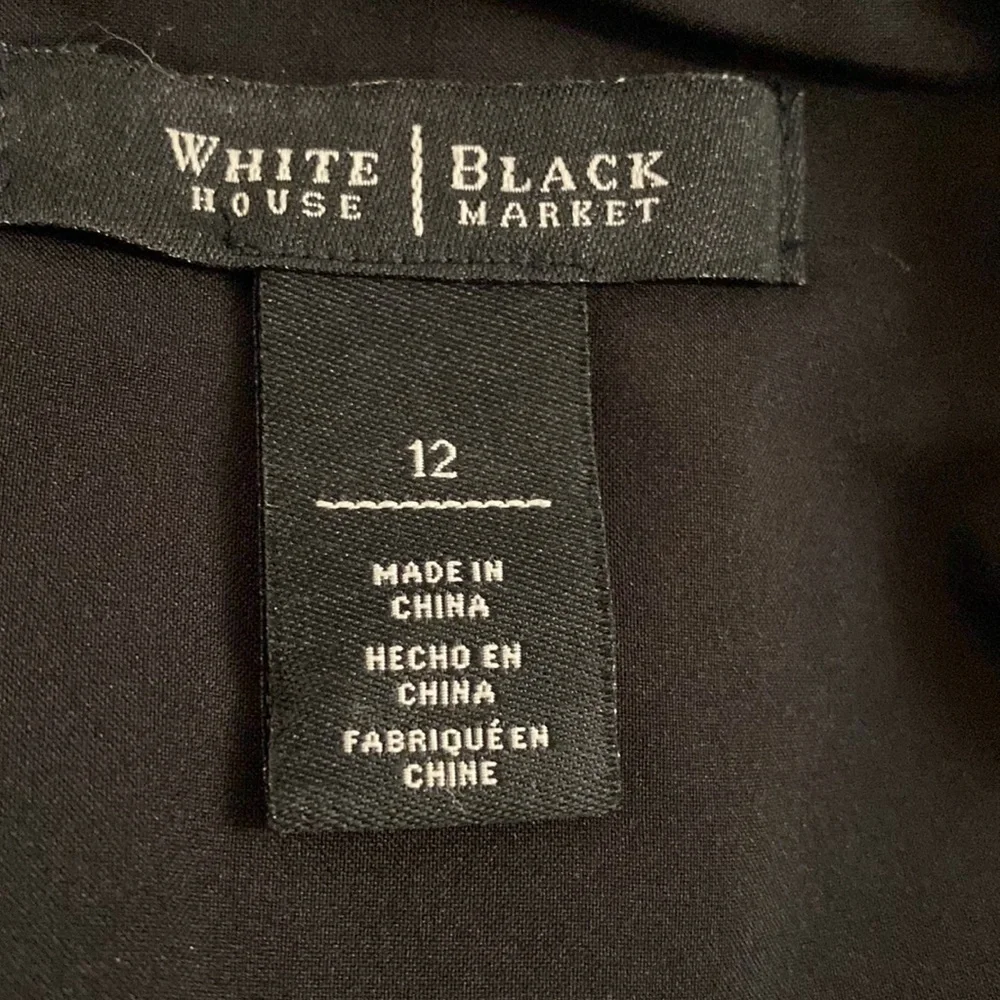 WHITE | BLACK
HOUSE | MARKET
12
MADE IN
CHINA
HECHO EN
CHINA
FABRIQUÉ EN
CHINE